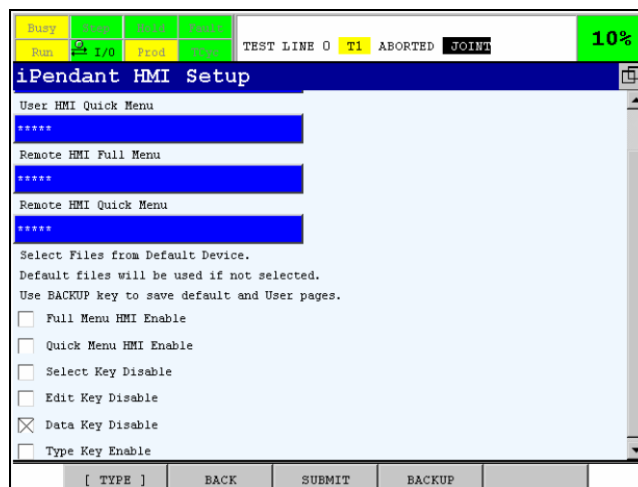 Busy Step Hold Fault
Run I/O Prod TCyc
TEST LINE 0 T1 ABORTED JOINT
10%
iPendant HMI Setup
User HMI Quick Menu
*****
Remote HMI Full Menu
*****
Remote HMI Quick Menu
*****
Select Files from Default Device.
Default files will be used if not selected.
Use BACKUP key to save default and User pages.
Full Menu HMI Enable
Quick Menu HMI Enable
Select Key Disable
Edit Key Disable
Data Key Disable
Type Key Enable
[ TYPE ] BACK SUBMIT BACKUP